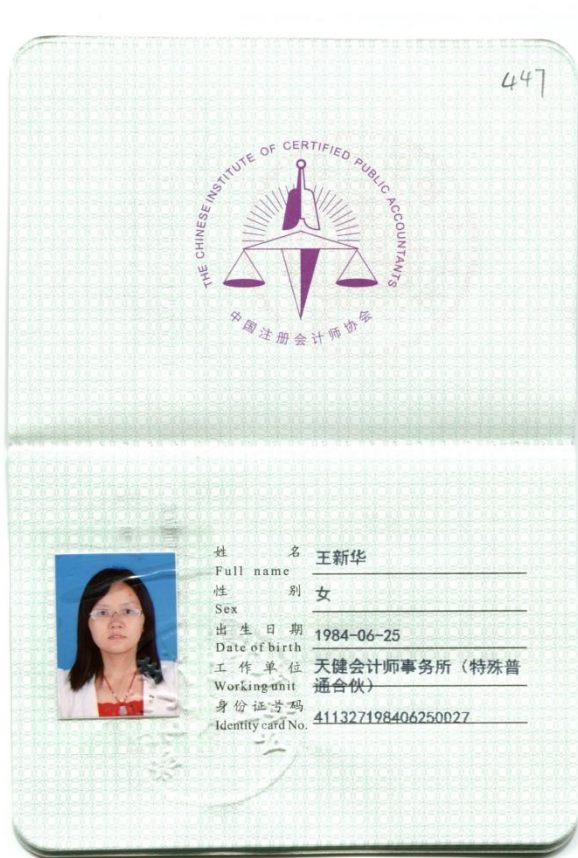 447
THE CHINESE INSTITUTE OF CERTIFIED PUBLIC ACCOUNTANTS
中国注册会计师协会
姓 名 王新华
Full name
性 别 女
Sex
出生日期 1984-06-25
Date of birth
工作单位 天健会计师事务所（特殊普
Working unit 通合伙）
身份证号码 411327198406250027
Identity card No.